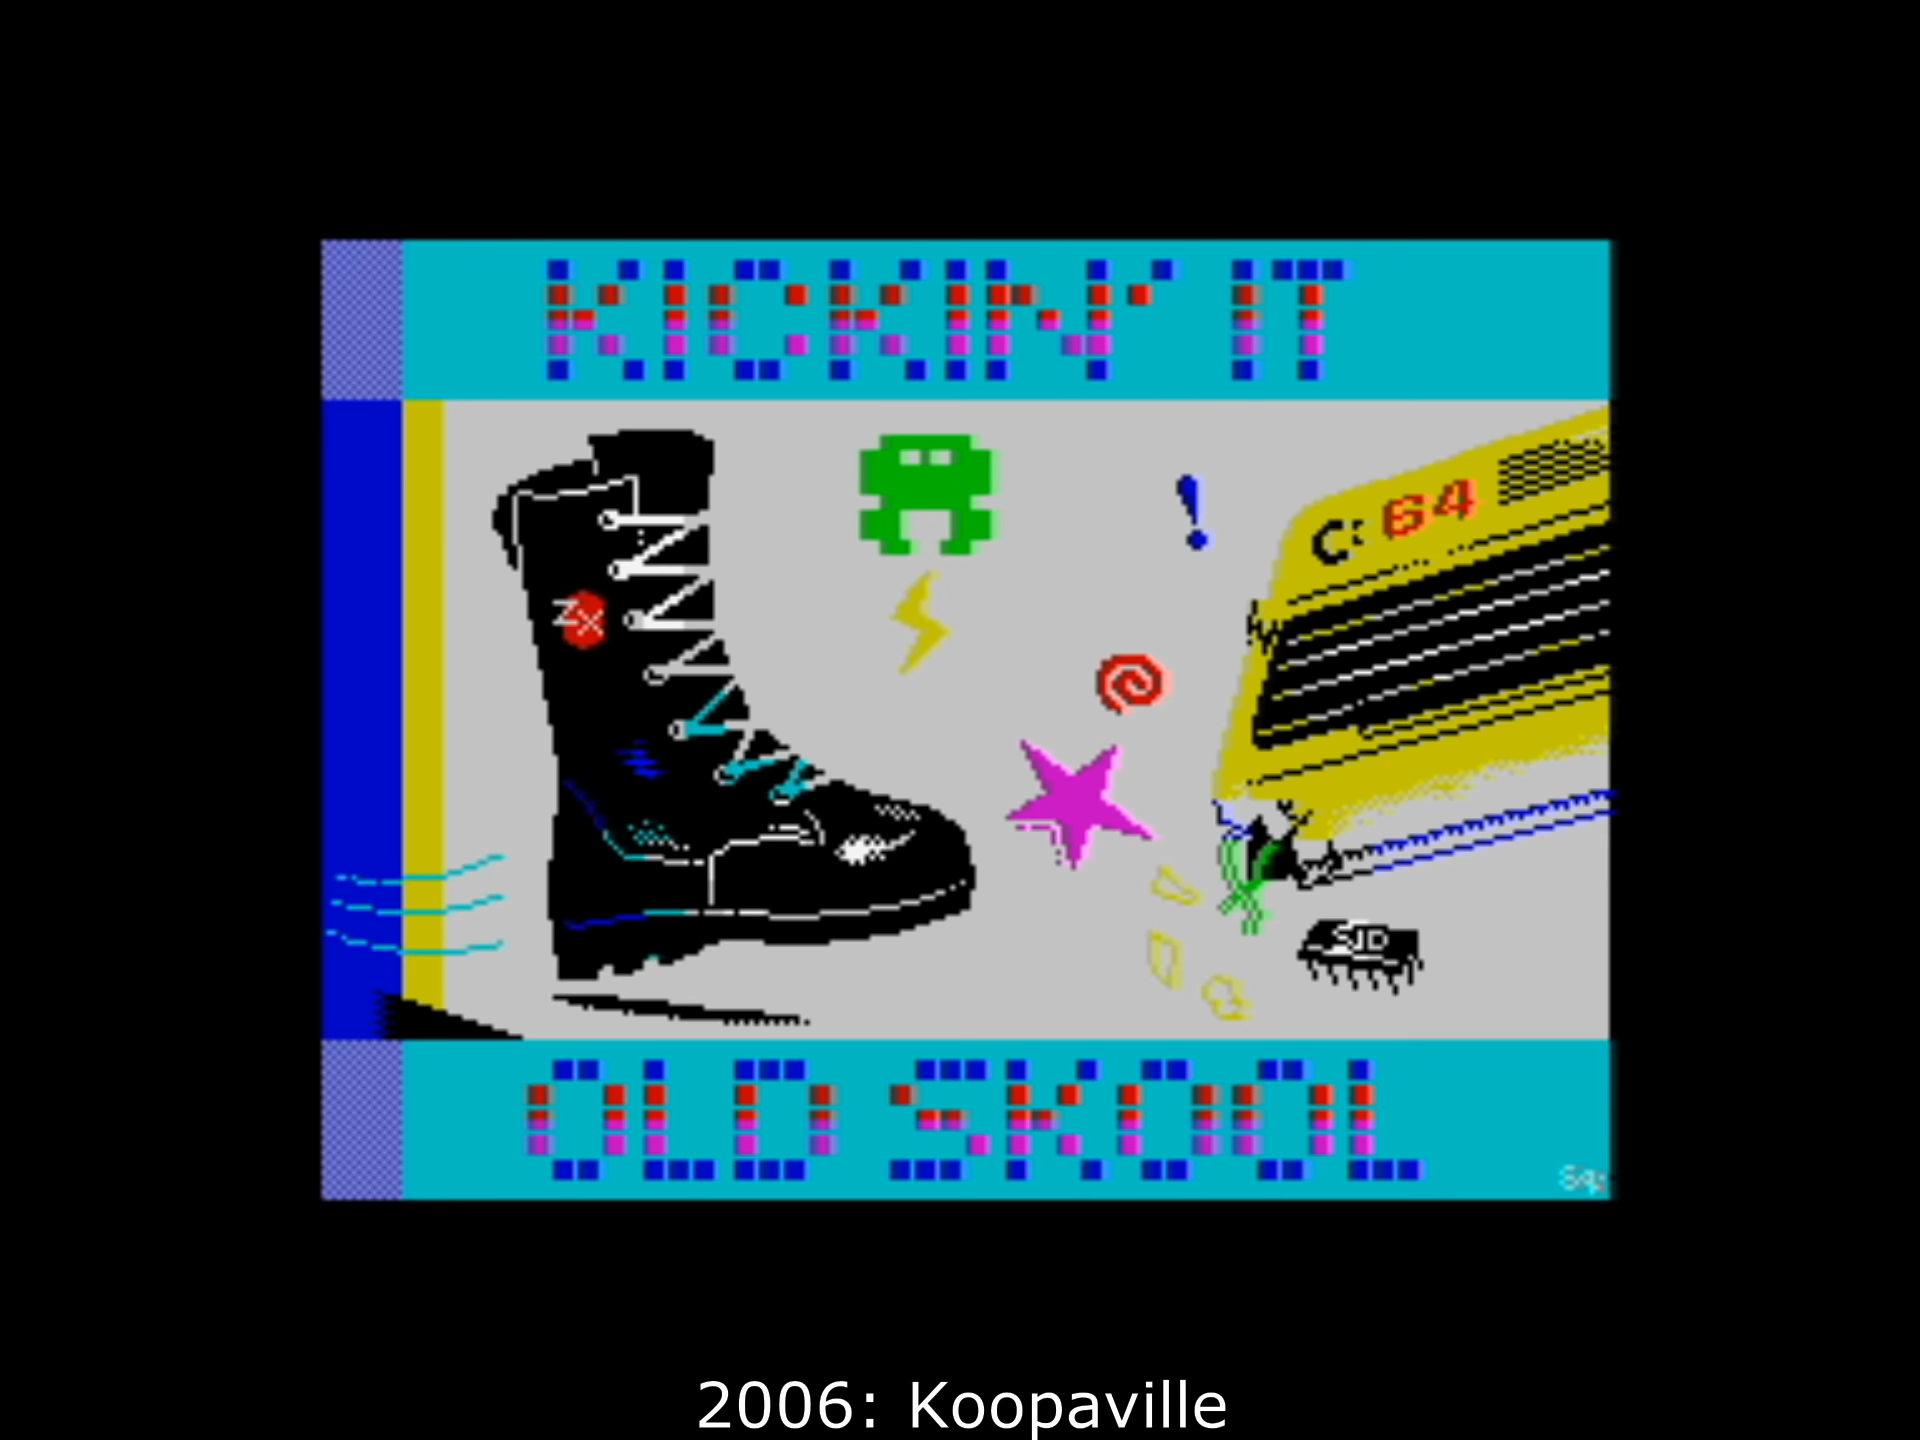 KICKIN' IT
C= 64
ZX
SID
OLD SKOOL
2006: Koopaville